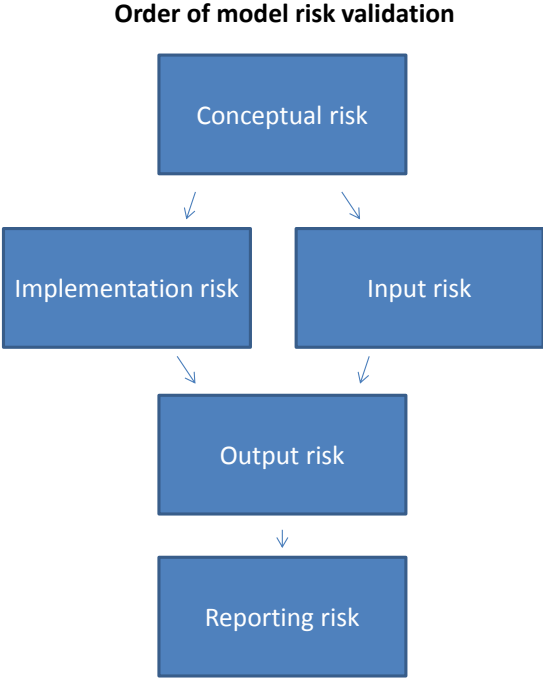 Order of model risk validation
Conceptual risk
Implementation risk
Input risk
Output risk
Reporting risk